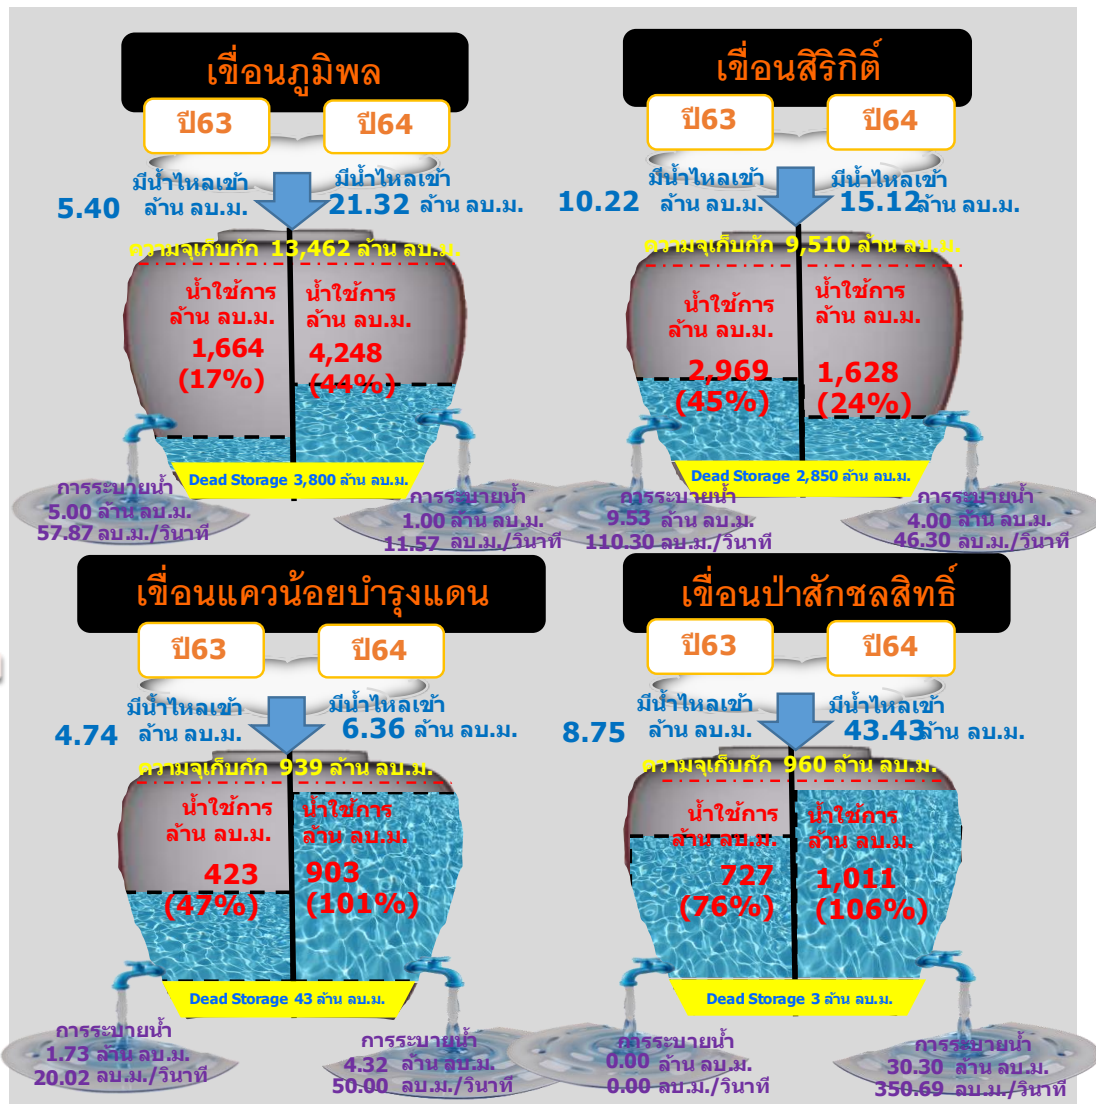 เขื่อนภูมิพล
ปี63
ปี64
มีน้ำไหลเข้า
5.40 ล้าน ลบ.ม.
มีน้ำไหลเข้า
21.32 ล้าน ลบ.ม.
ความจุเก็บกัก 13,462 ล้าน ลบ.ม.
น้ำใช้การ
ล้าน ลบ.ม.
1,664
(17%)
น้ำใช้การ
ล้าน ลบ.ม.
4,248
(44%)
Dead Storage 3,800 ล้าน ลบ.ม.
การระบายน้ำ
5.00 ล้าน ลบ.ม.
57.87 ลบ.ม./วินาที
การระบายน้ำ
1.00 ล้าน ลบ.ม.
11.57 ลบ.ม./วินาที
เขื่อนสิริกิติ์
ปี63
ปี64
มีน้ำไหลเข้า
10.22 ล้าน ลบ.ม.
มีน้ำไหลเข้า
15.12 ล้าน ลบ.ม.
ความจุเก็บกัก 9,510 ล้าน ลบ.ม.
น้ำใช้การ
ล้าน ลบ.ม.
2,969
(45%)
น้ำใช้การ
ล้าน ลบ.ม.
1,628
(24%)
Dead Storage 2,850 ล้าน ลบ.ม.
การระบายน้ำ
9.53 ล้าน ลบ.ม.
110.30 ลบ.ม./วินาที
การระบายน้ำ
4.00 ล้าน ลบ.ม.
46.30 ลบ.ม./วินาที
เขื่อนแควน้อยบำรุงแดน
ปี63
ปี64
มีน้ำไหลเข้า
4.74 ล้าน ลบ.ม.
มีน้ำไหลเข้า
6.36 ล้าน ลบ.ม.
ความจุเก็บกัก 939 ล้าน ลบ.ม.
น้ำใช้การ
ล้าน ลบ.ม.
423
(47%)
น้ำใช้การ
ล้าน ลบ.ม.
903
(101%)
Dead Storage 43 ล้าน ลบ.ม.
การระบายน้ำ
1.73 ล้าน ลบ.ม.
20.02 ลบ.ม./วินาที
การระบายน้ำ
4.32 ล้าน ลบ.ม.
50.00 ลบ.ม./วินาที
เขื่อนป่าสักชลสิทธิ์
ปี63
ปี64
มีน้ำไหลเข้า
8.75 ล้าน ลบ.ม.
มีน้ำไหลเข้า
43.43 ล้าน ลบ.ม.
ความจุเก็บกัก 960 ล้าน ลบ.ม.
น้ำใช้การ
ล้าน ลบ.ม.
727
(76%)
น้ำใช้การ
ล้าน ลบ.ม.
1,011
(106%)
Dead Storage 3 ล้าน ลบ.ม.
การระบายน้ำ
0.00 ล้าน ลบ.ม.
0.00 ลบ.ม./วินาที
การระบายน้ำ
30.30 ล้าน ลบ.ม.
350.69 ลบ.ม./วินาที